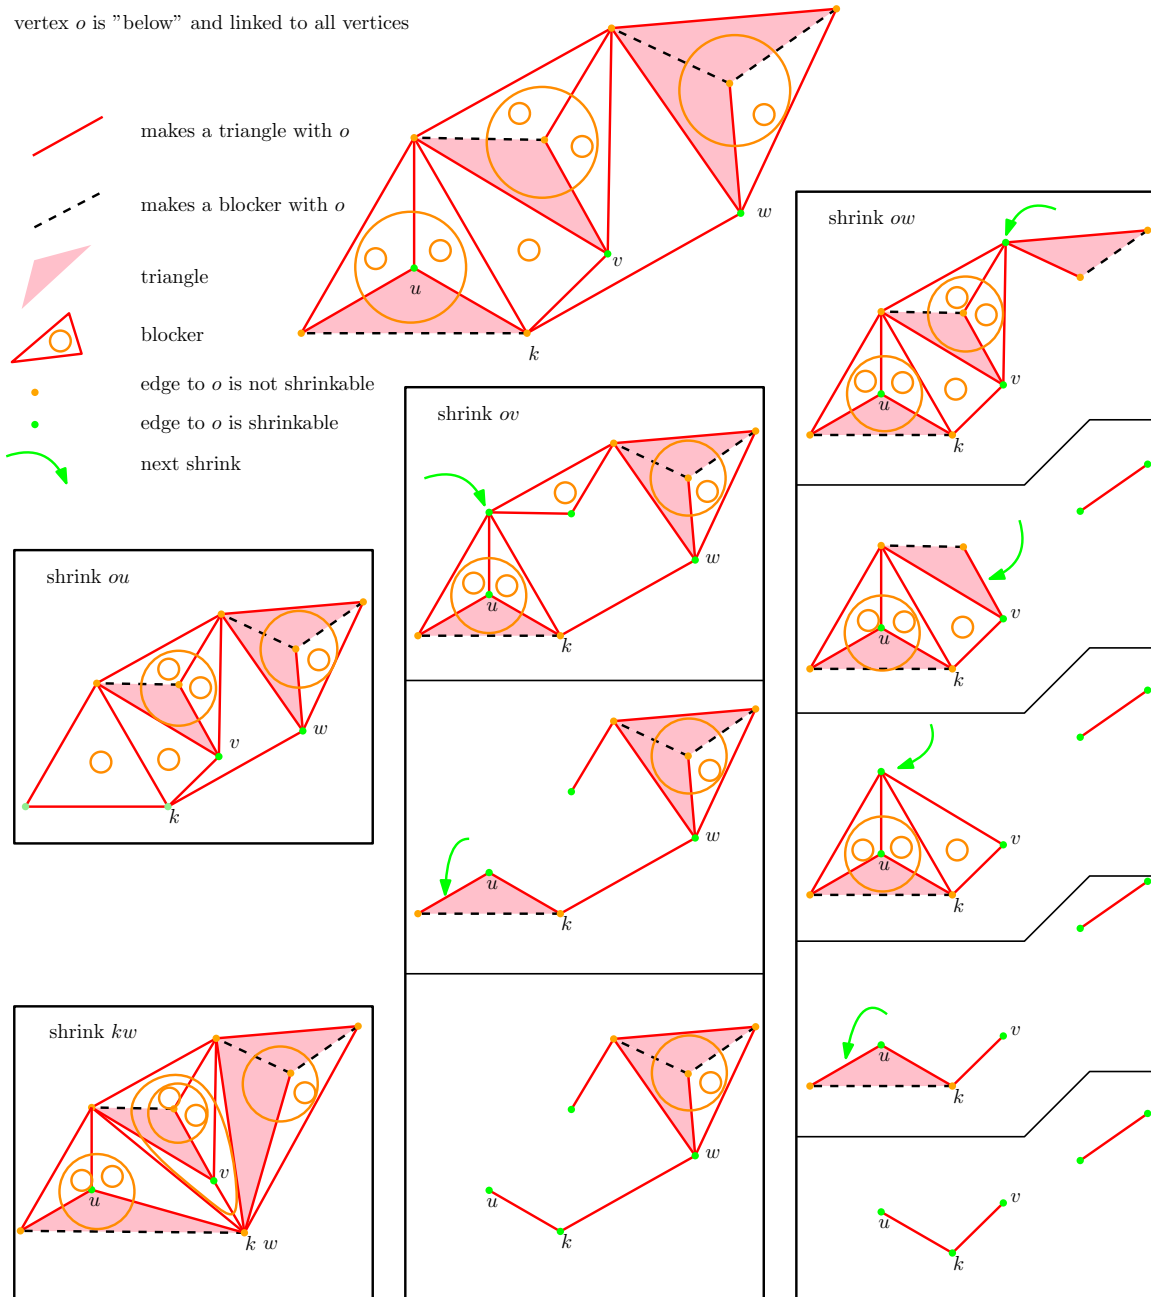 vertex o is "below" and linked to all vertices
makes a triangle with o
makes a blocker with o
triangle
blocker
edge to o is not shrinkable
edge to o is shrinkable
next shrink
u
v
w
k
shrink ou
v
w
k
shrink kw
u
v
k w
shrink ov
u
w
k
u
w
k
u
w
k
shrink ow
v
u
k
v
u
k
v
u
k
v
u
k
v
u
k